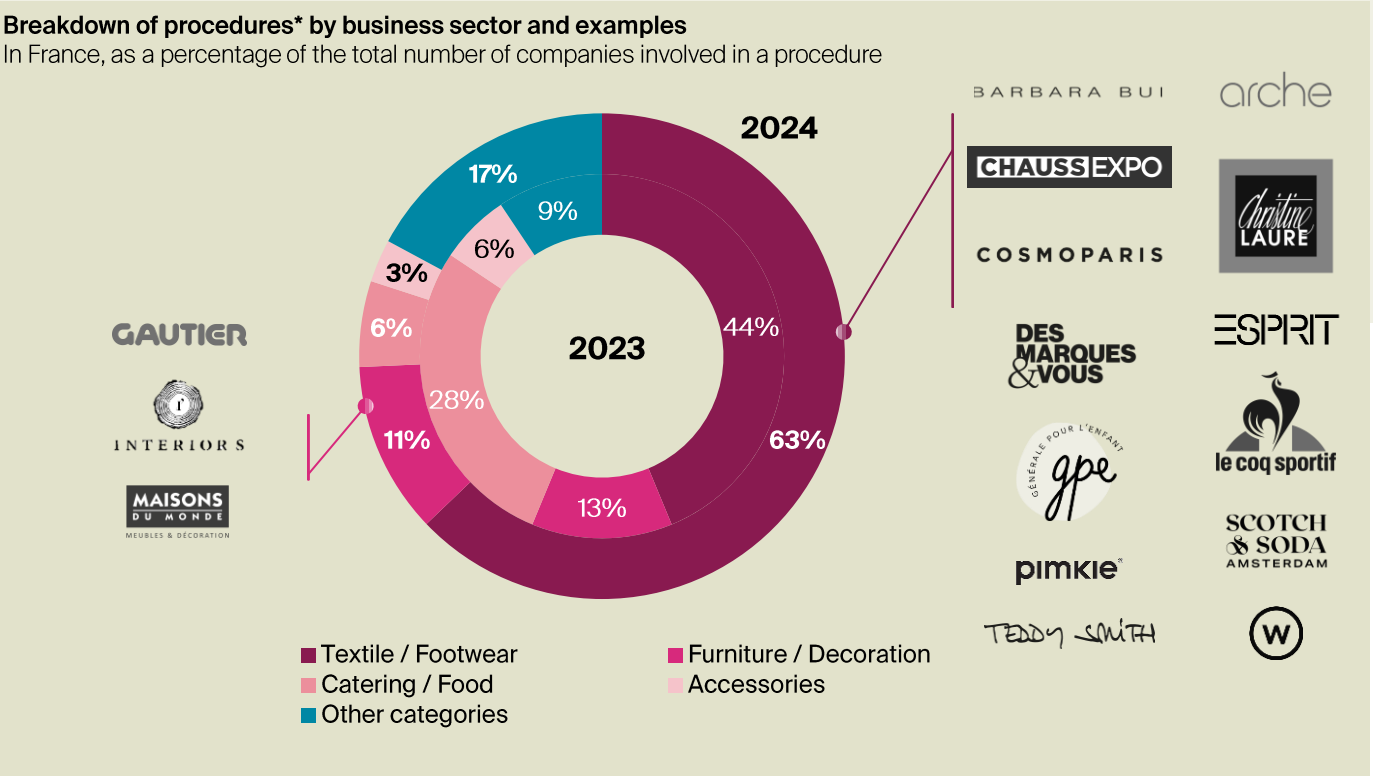 Breakdown of procedures* by business sector and examples
In France, as a percentage of the total number of companies involved in a procedure
2024
2023
17%
9%
6%
3%
6%
28%
11%
13%
44%
63%
GAUTIER
INTERIORS
MAISONS
DU MONDE
MEUBLES & DÉCORATION
BARBARA BUI
arche
CHAUSSEXPO
Christine
LAURE
COSMOPARIS
ESPRIT
DES
MARQUES
&VOUS
le coq sportif
GÉNÉRALE POUR L'ENFANT
gpe
SCOTCH
& SODA
AMSTERDAM
pimkie
TEDDY SMITH
W
Textile / Footwear
Furniture / Decoration
Catering / Food
Accessories
Other categories